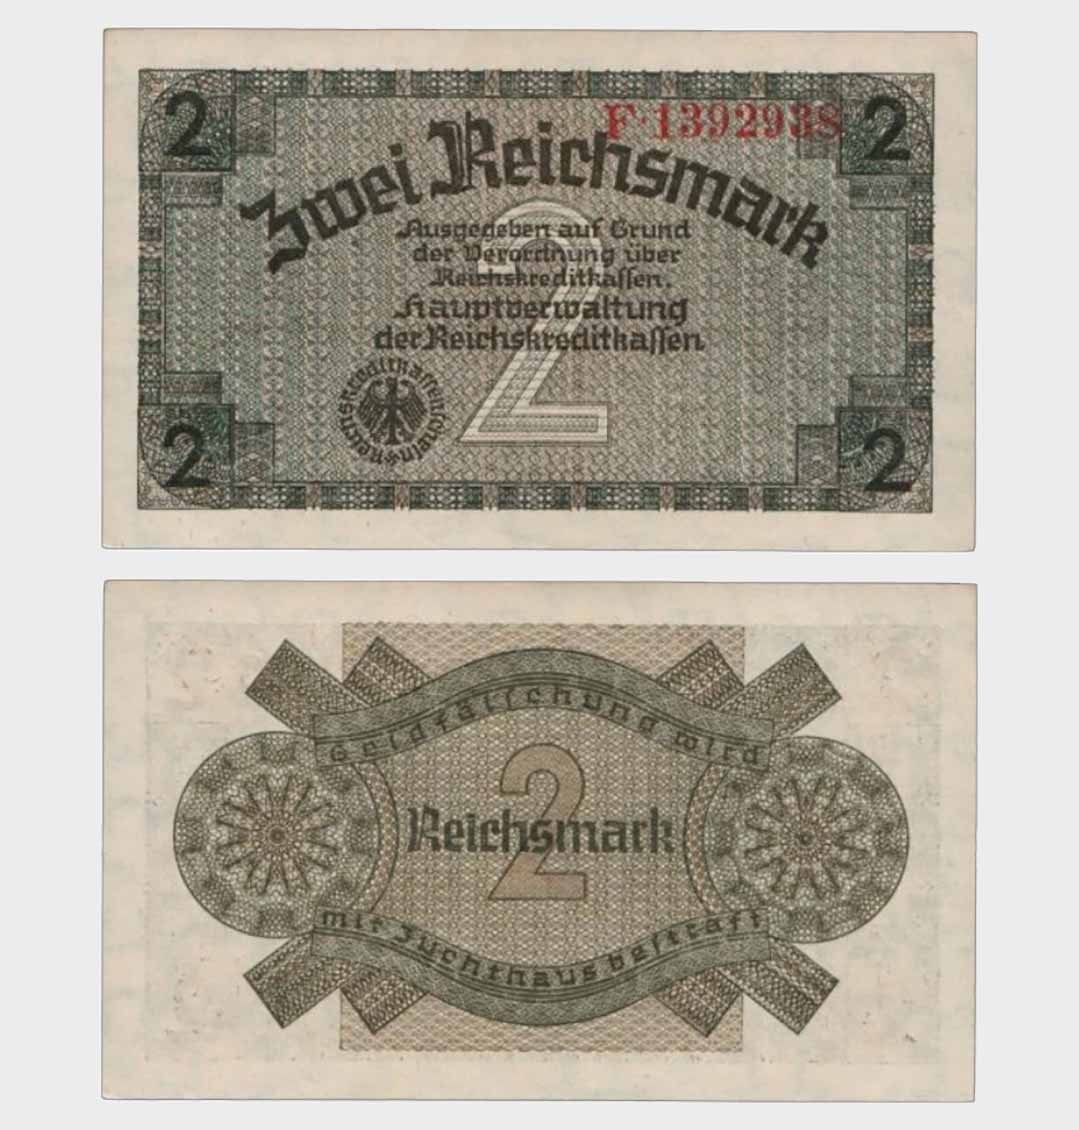 2
F·1392938
2
Zwei Reichsmark
Ausgegeben auf Grund
der Verordnung über
Reichskreditkassen.
Hauptverwaltung
der Reichskreditkassen
2
Reichskreditkassenschein
2
2
Geldfälschung wird
2
Reichsmark
mit Zuchthaus bestraft